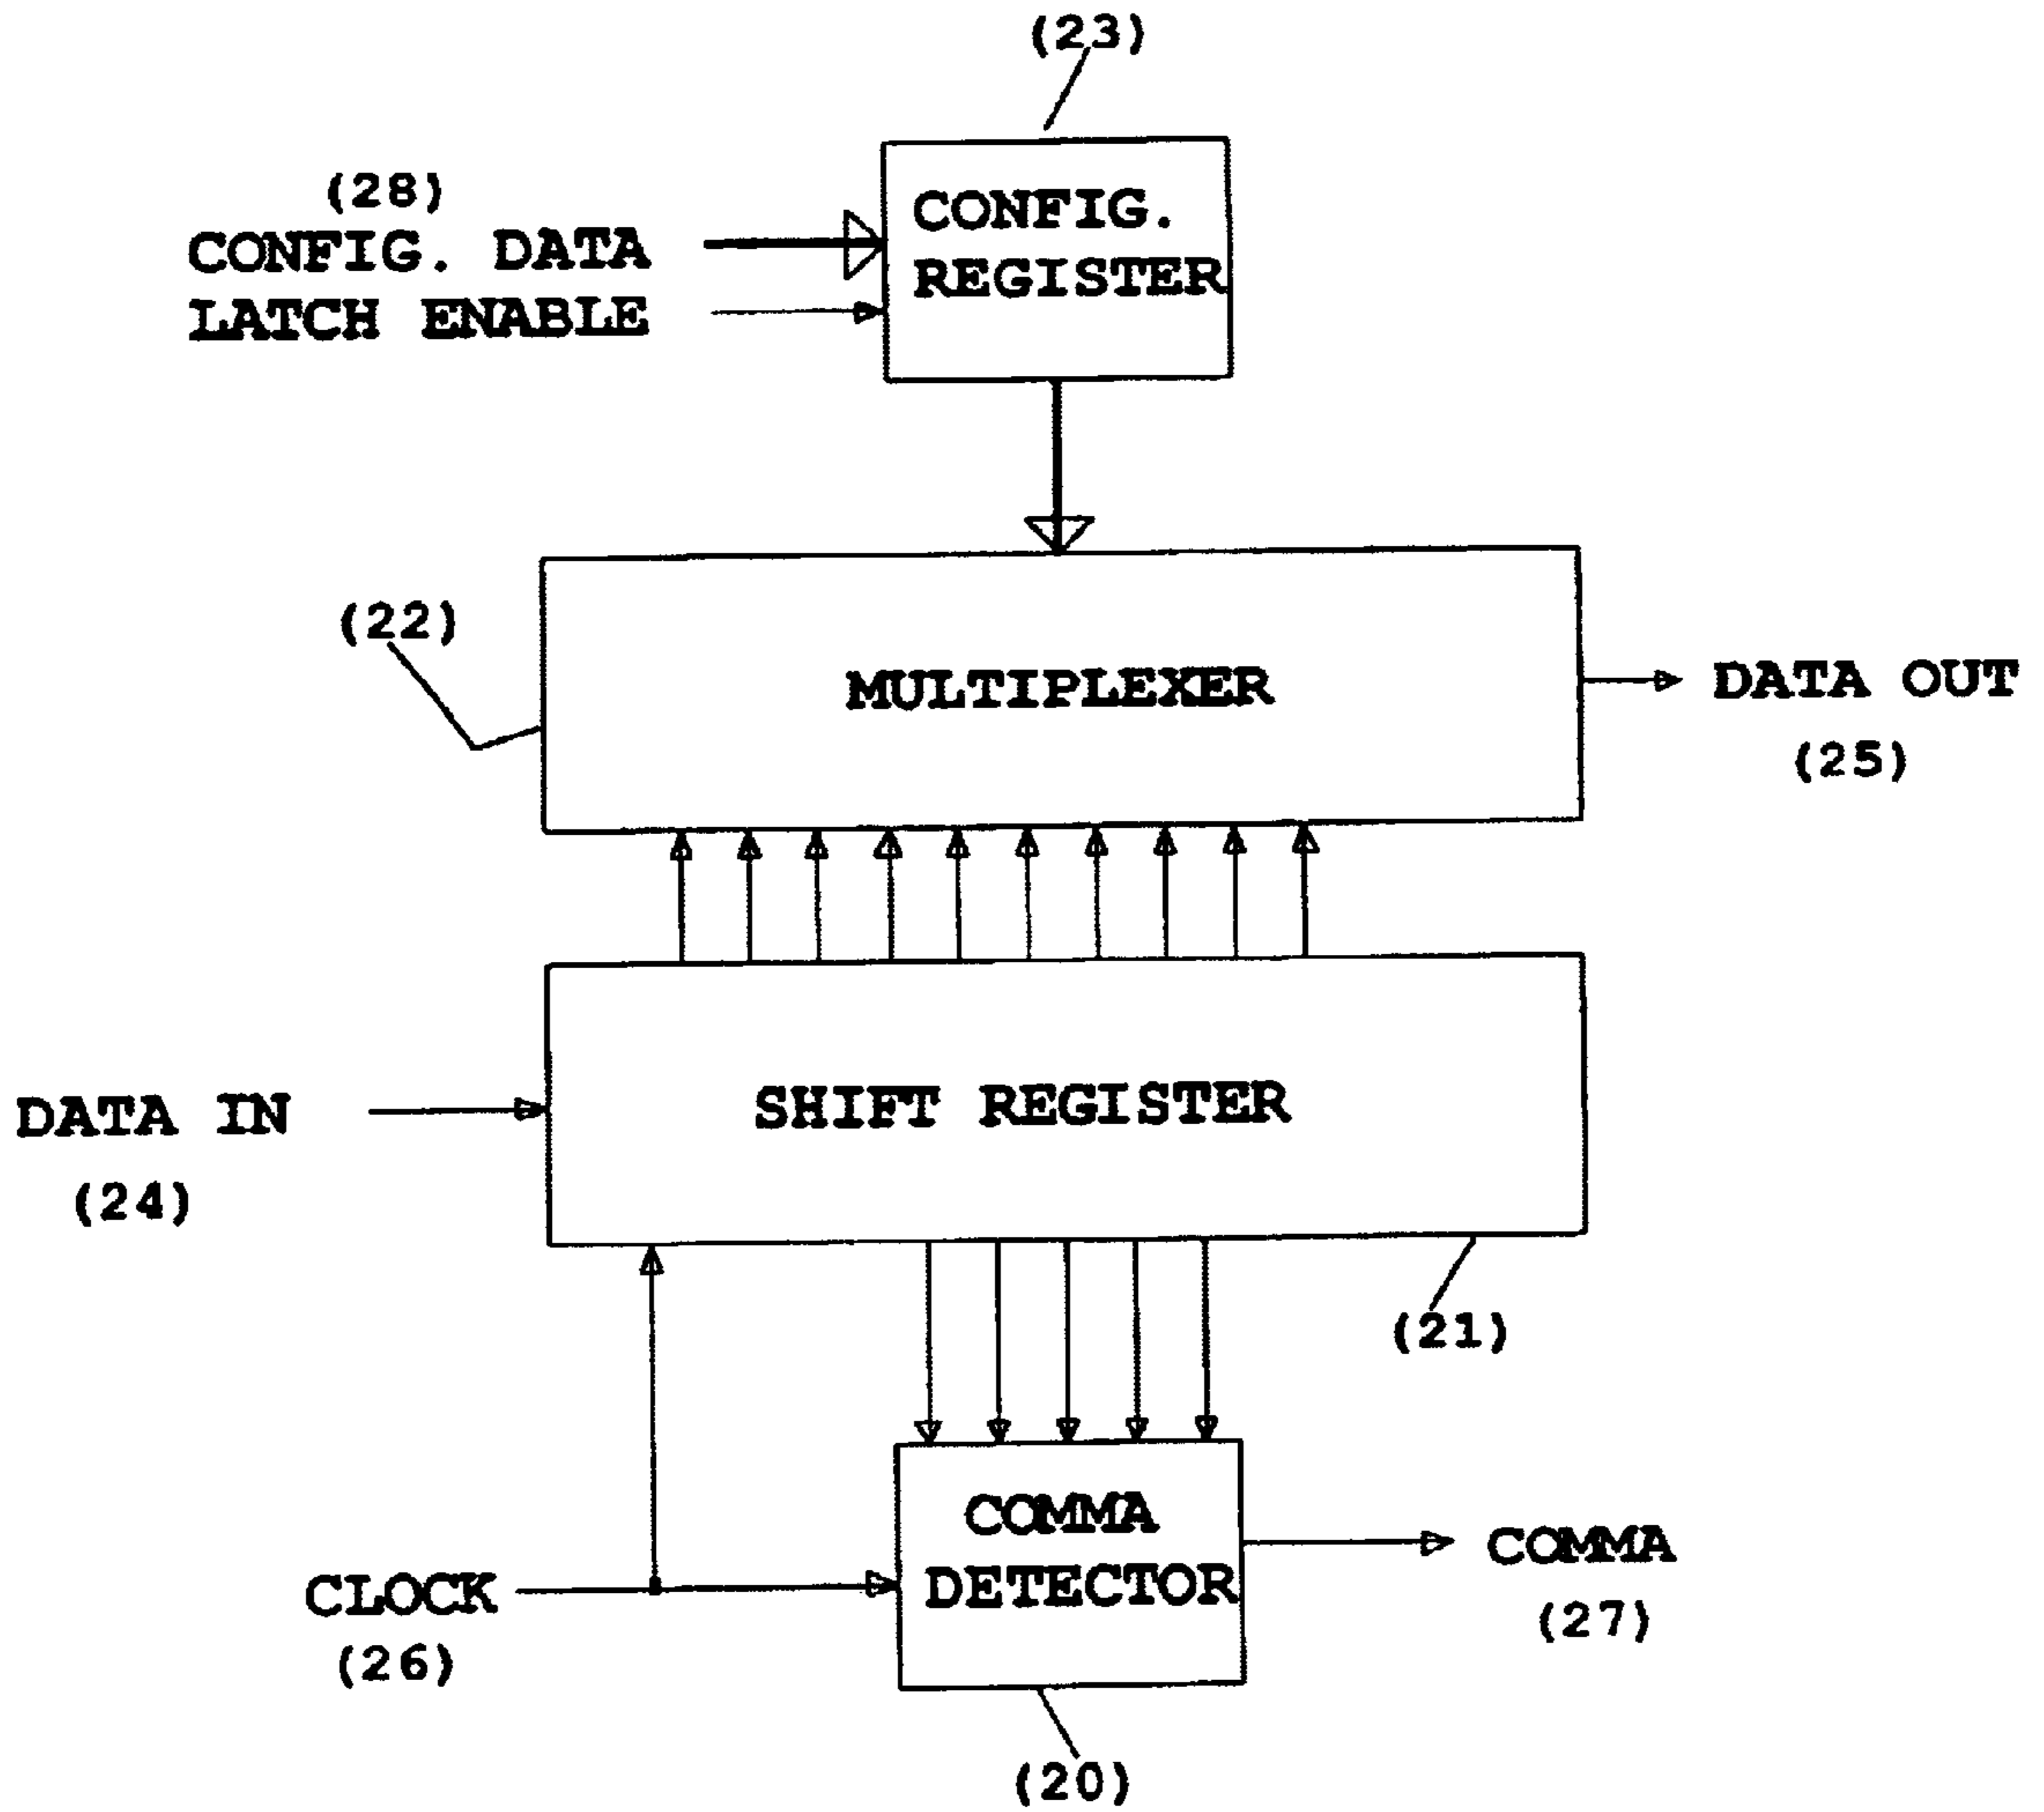 (23)
(28)
CONFIG. DATA
LATCH ENABLE
CONFIG.
REGISTER
(22)
MULTIPLEXER
DATA OUT
(25)
DATA IN
(24)
SHIFT REGISTER
(21)
CLOCK
(26)
COMMA
DETECTOR
COMMA
(27)
(20)